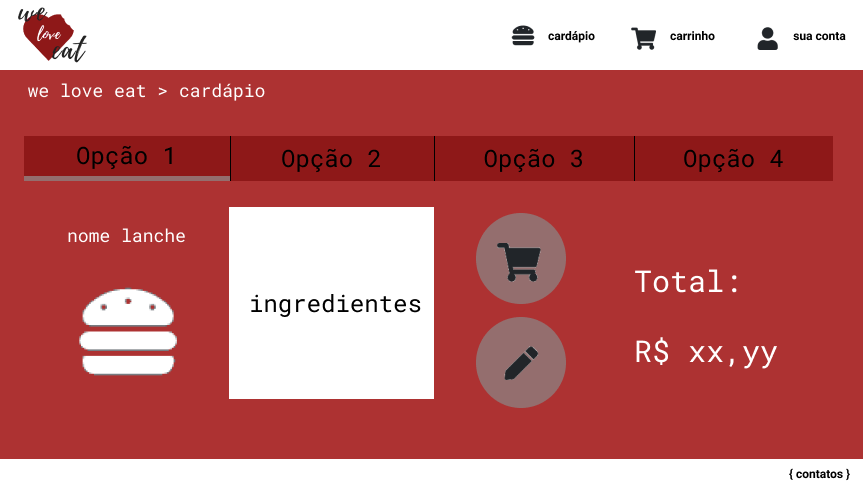 we
love
eat
cardápio
carrinho
sua conta
we love eat > cardápio
Opção 1
Opção 2
Opção 3
Opção 4
nome lanche
ingredientes
Total:
R$ xx,yy
{ contatos }